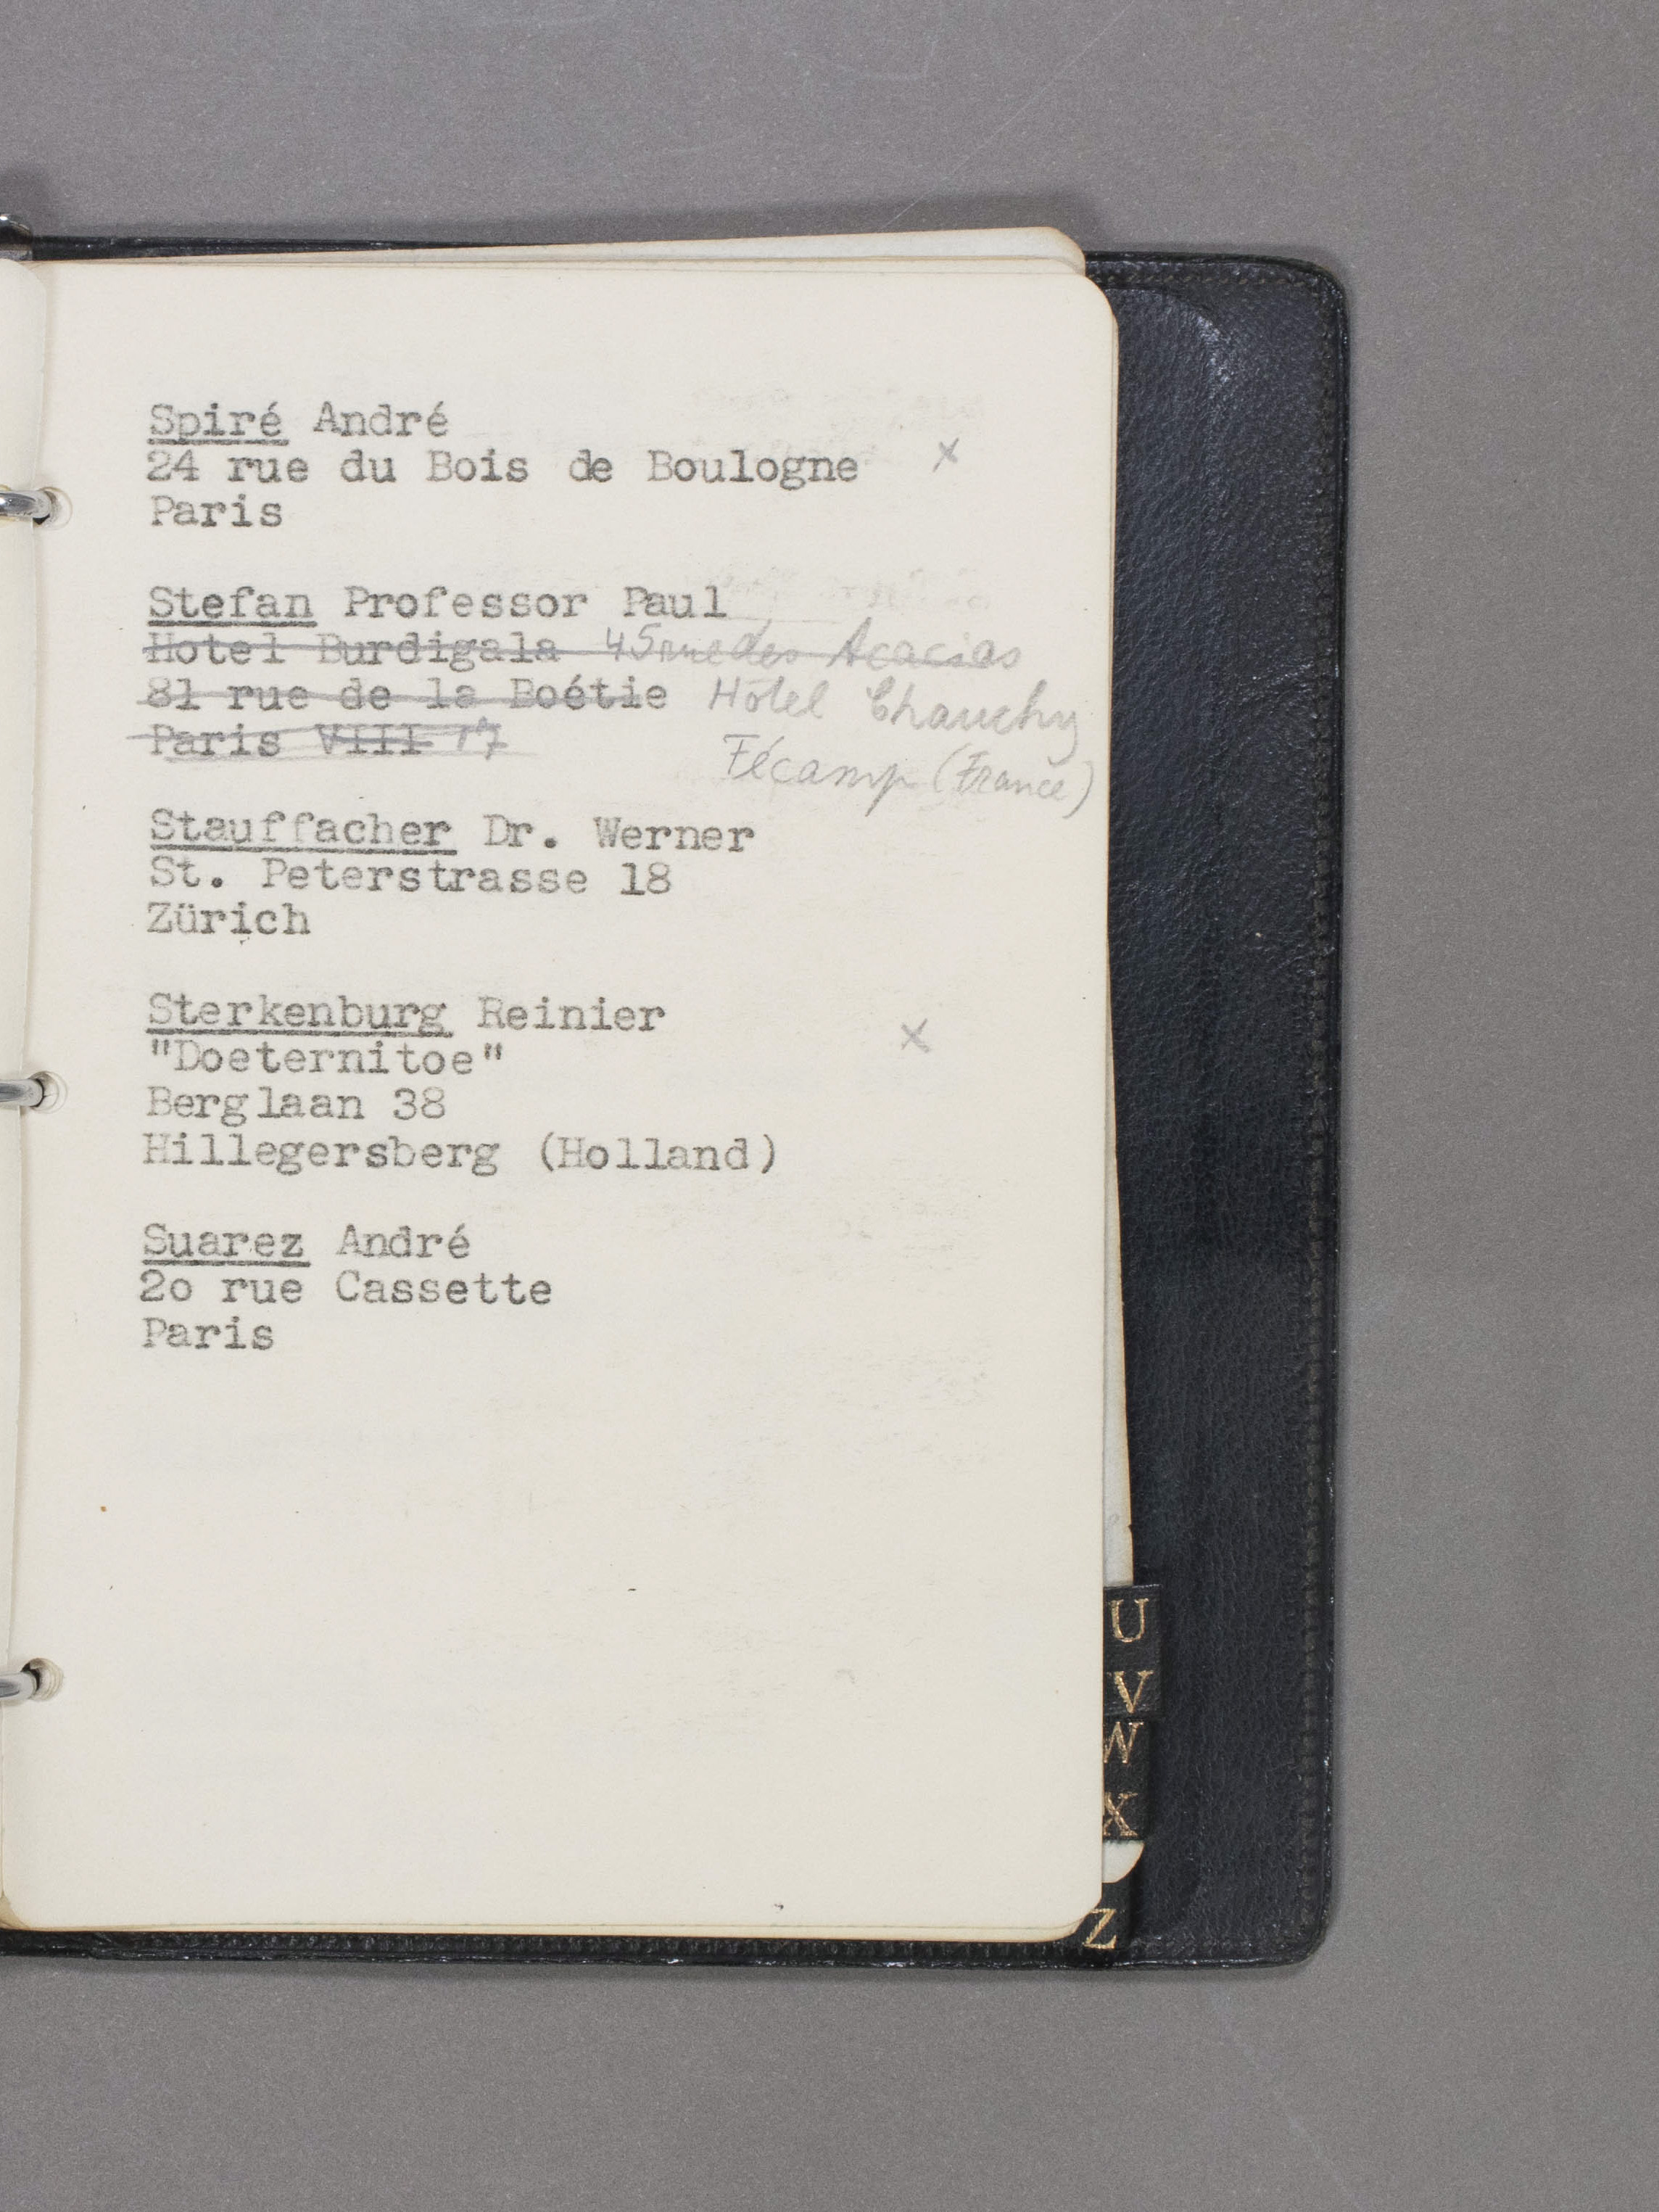 Spiré André
24 rue du Bois de Boulogne x
Paris
Stefan Professor Paul
Hotel Burdigala 45 rue des Acacias
81 rue de la Boétie Hôtel Chauchy
Paris VIII 17
Fécamp (France)
Stauffacher Dr. Werner
St. Peterstrasse 18
Zürich
Sterkenburg Reinier
"Doeternitoe" x
Berglaan 38
Hillegersberg (Holland)
Suarez André
2o rue Cassette
Paris
U
V
W
X
Z